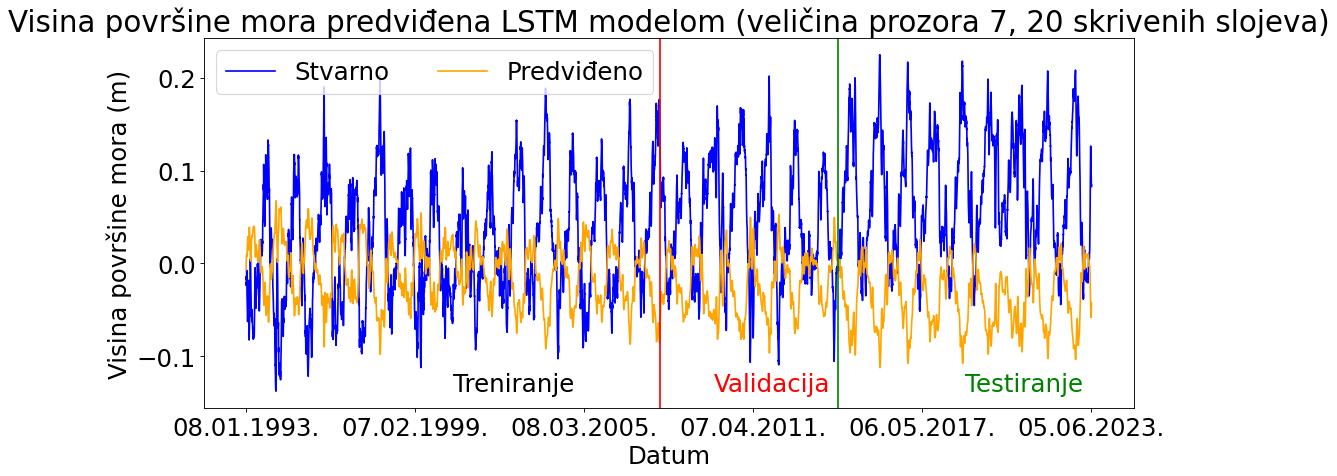 Visina površine mora predviđena LSTM modelom (veličina prozora 7, 20 skrivenih slojeva)
Stvarno
Predviđeno
Visina površine mora (m)
0.2
0.1
0.0
−0.1
Treniranje
Validacija
Testiranje
08.01.1993.
07.02.1999.
08.03.2005.
07.04.2011.
06.05.2017.
05.06.2023.
Datum